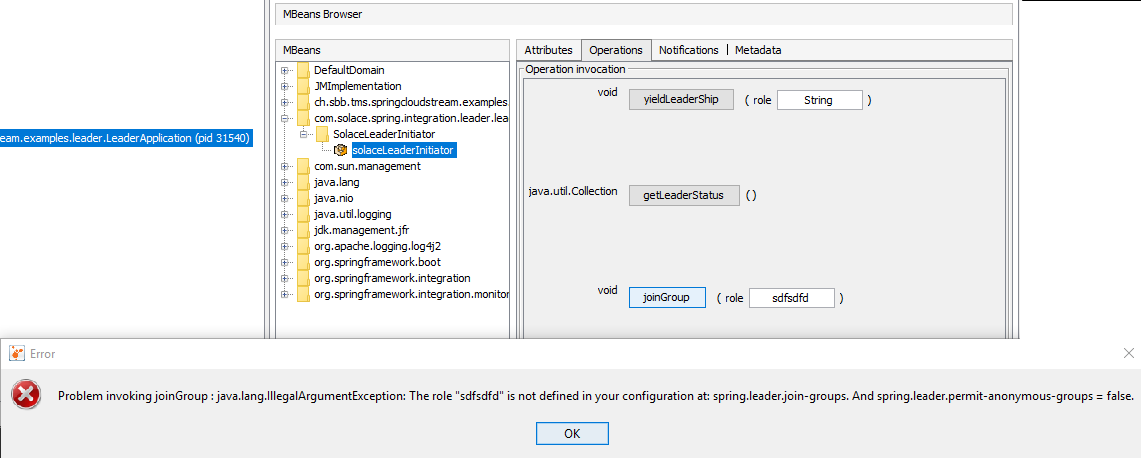 MBeans Browser
MBeans
Attributes Operations Notifications Metadata
DefaultDomain
JMImplementation
ch.sbb.tms.springcloudstream.examples.
com.solace.spring.integration.leader.lea
SolaceLeaderInitiator
solaceLeaderInitiator
com.sun.management
java.lang
java.nio
java.util.logging
jdk.management.jfr
org.apache.logging.log4j2
org.springframework.boot
org.springframework.integration
org.springframework.integration.monitor
eam.examples.leader.LeaderApplication (pid 31540)
Operation invocation
void yieldLeaderShip ( role String )
java.util.Collection getLeaderStatus ()
void joinGroup ( role sdfsdfd )
Error
Problem invoking joinGroup : java.lang.IllegalArgumentException: The role "sdfsdfd" is not defined in your configuration at: spring.leader.join-groups. And spring.leader.permit-anonymous-groups = false.
OK